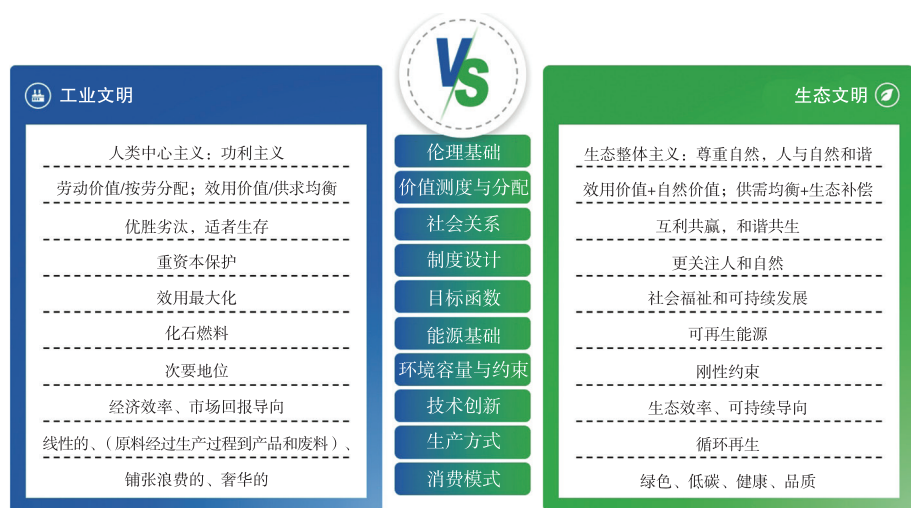 VS
工业文明
生态文明
人类中心主义：功利主义
伦理基础
生态整体主义：尊重自然，人与自然和谐
劳动价值/按劳分配；效用价值/供求均衡
价值测度与分配
效用价值+自然价值；供需均衡+生态补偿
优胜劣汰，适者生存
社会关系
互利共赢，和谐共生
重资本保护
制度设计
更关注人和自然
效用最大化
目标函数
社会福祉和可持续发展
化石燃料
能源基础
可再生能源
次要地位
环境容量与约束
刚性约束
经济效率、市场回报导向
技术创新
生态效率、可持续导向
线性的、（原料经过生产过程到产品和废料）、
生产方式
循环再生
铺张浪费的、奢华的
消费模式
绿色、低碳、健康、品质